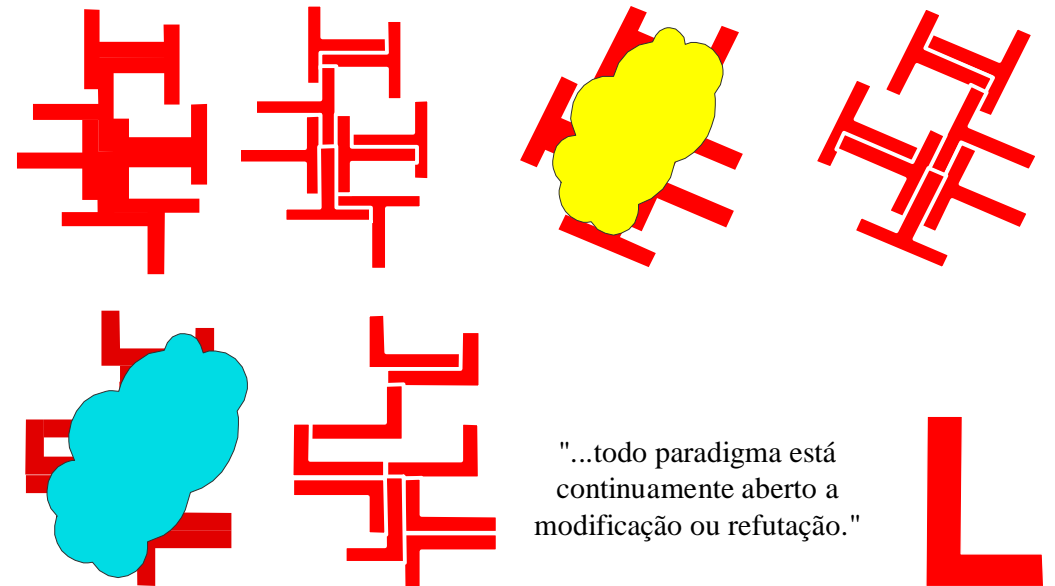 "...todo paradigma está
continuamente aberto a
modificação ou refutação."